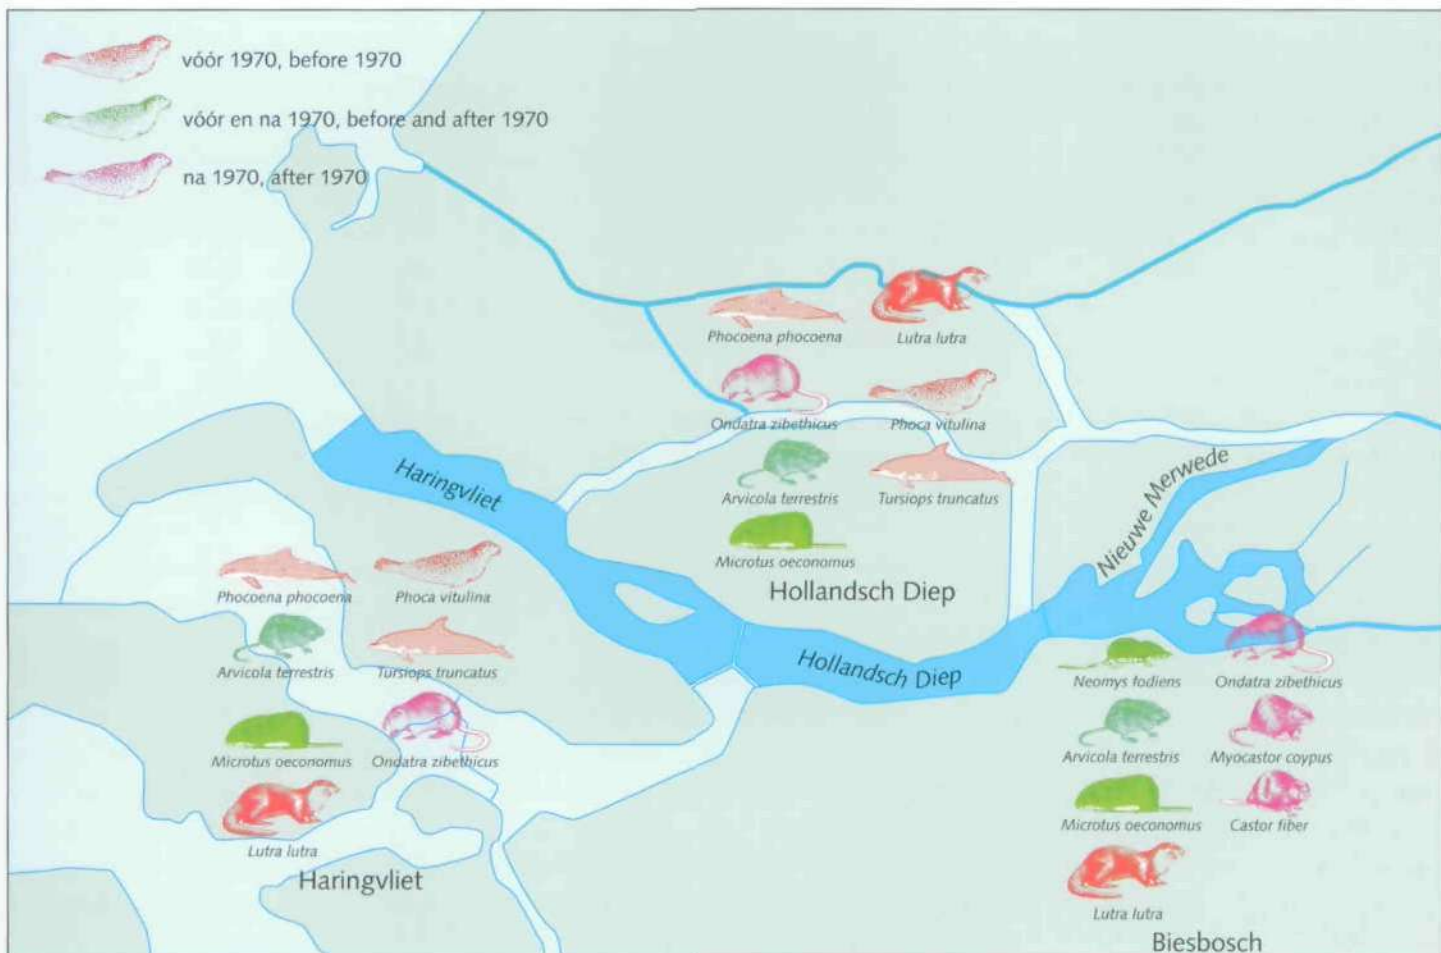 vóór 1970, before 1970
vóór en na 1970, before and after 1970
na 1970, after 1970
Phocoena phocoena
Lutra lutra
Ondatra zibethicus
Phoca vitulina
Arvicola terrestris
Tursiops truncatus
Microtus oeconomus
Hollandsch Diep
Haringvliet
Hollandsch Diep
Nieuwe Merwede
Phocoena phocoena
Phoca vitulina
Arvicola terrestris
Tursiops truncatus
Microtus oeconomus
Ondatra zibethicus
Lutra lutra
Haringvliet
Neomys fodiens
Ondatra zibethicus
Arvicola terrestris
Myocastor coypus
Microtus oeconomus
Castor fiber
Lutra lutra
Biesbosch